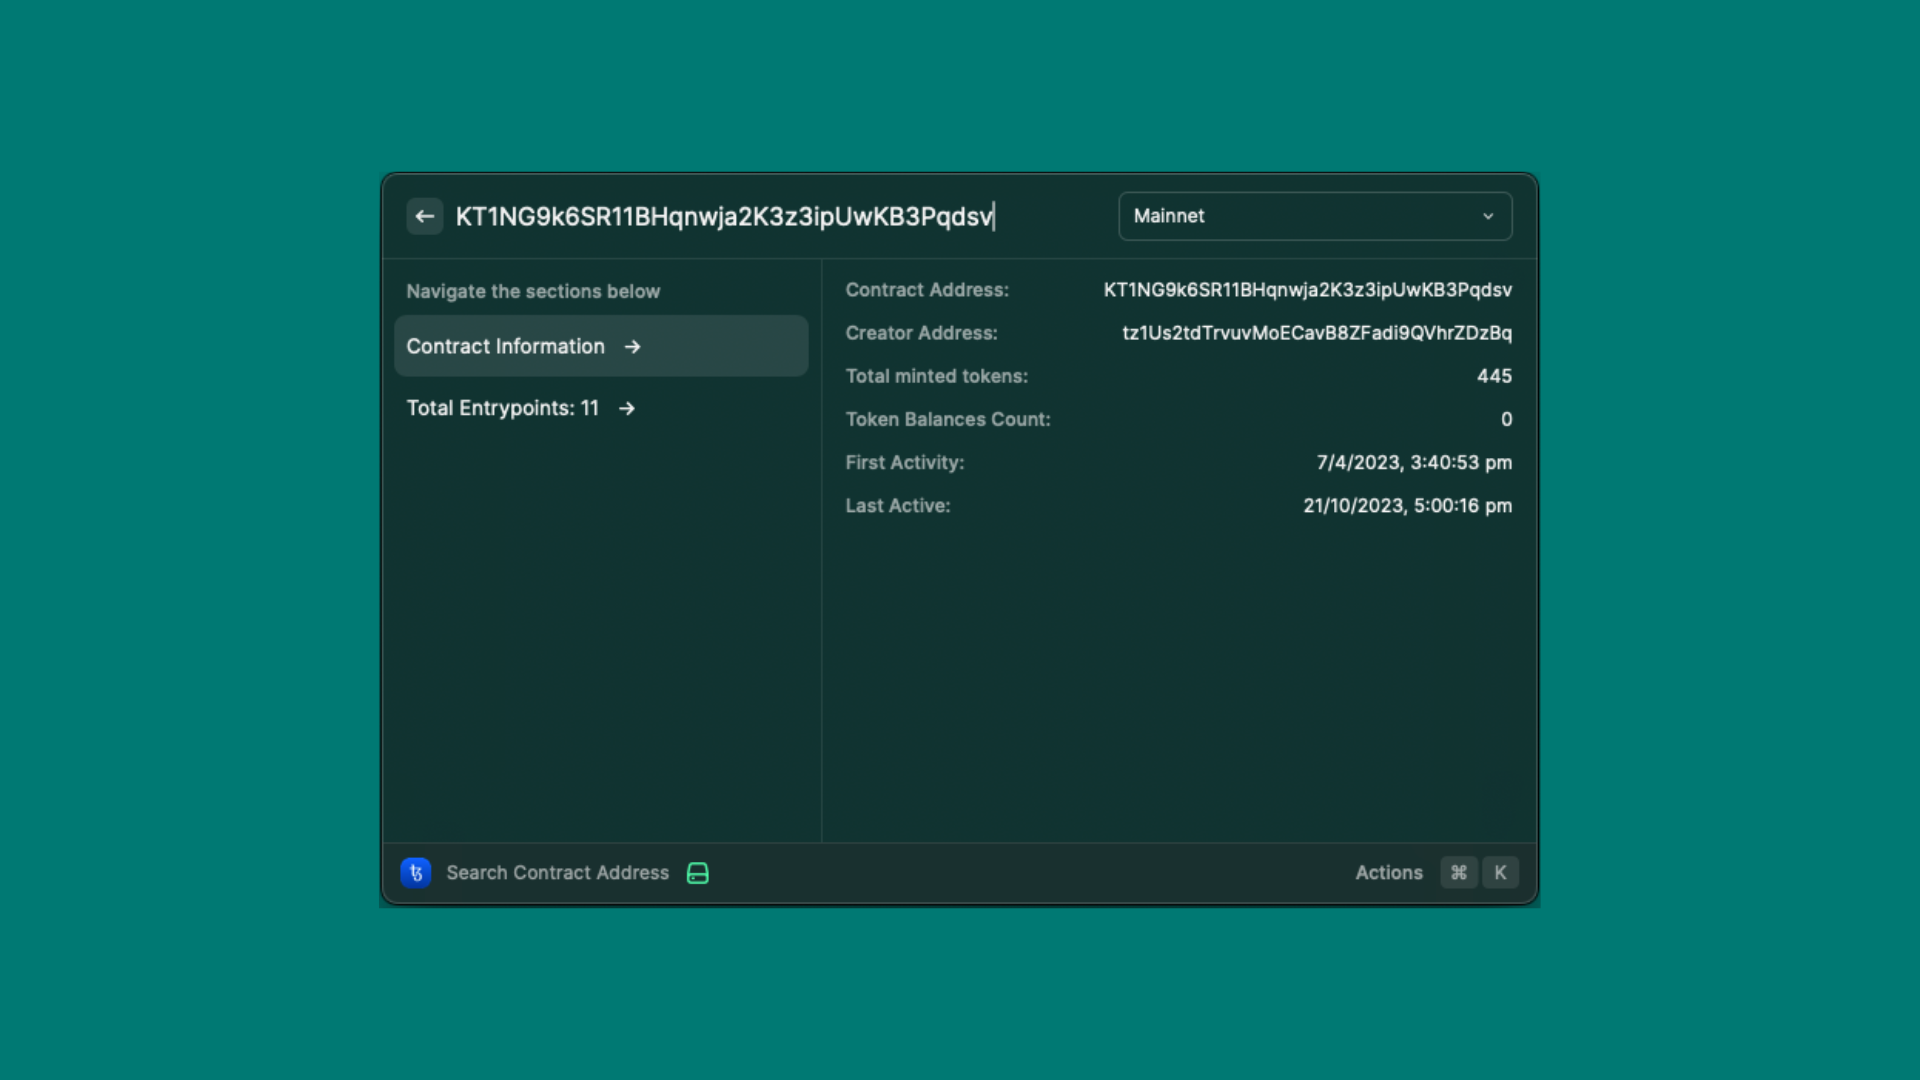 KT1NG9k6SR11BHqnwja2K3z3ipUwKB3Pqdsv
Mainnet
Navigate the sections below
Contract Information →
Total Entrypoints: 11 →
Contract Address: KT1NG9k6SR11BHqnwja2K3z3ipUwKB3Pqdsv
Creator Address: tz1Us2tdTrvuvMoECavB8ZFadi9QVhrZDzBq
Total minted tokens: 445
Token Balances Count: 0
First Activity: 7/4/2023, 3:40:53 pm
Last Active: 21/10/2023, 5:00:16 pm
Search Contract Address
Actions ⌘ K